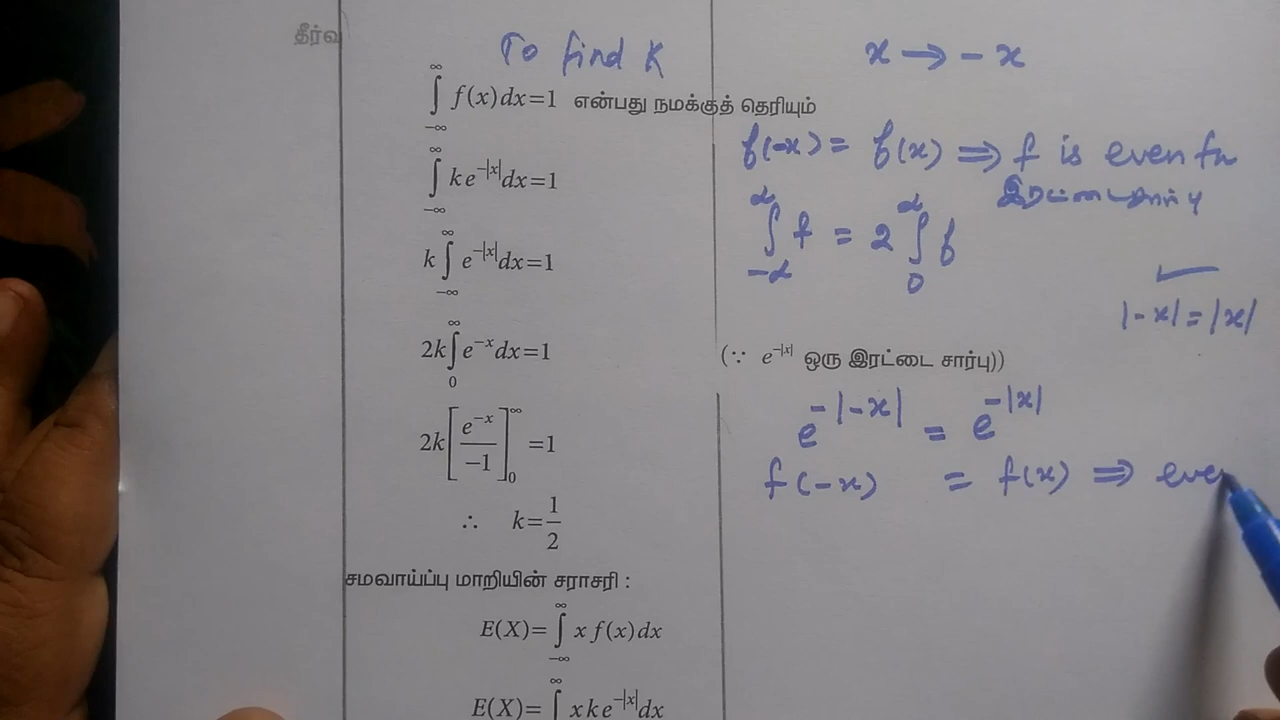 தீர்வு
To find K
x → - x
∫_{-∞}^{∞} f(x)dx=1 என்பது நமக்குத் தெரியும்
f(-x) = f(x) ⇒ f is even fn
இரட்டைசார்பு
∫_{-∞}^{∞} ke^{-|x|}dx=1
∫_{-α}^{α} f = 2 ∫_{0}^{α} f
k∫_{-∞}^{∞} e^{-|x|}dx=1
|-x| = |x|
2k∫_{0}^{∞} e^{-x}dx=1 (∵ e^{-|x|} ஒரு இரட்டை சார்பு))
e^{-|-x|} = e^{-|x|}
2k[e^{-x}/-1]_{0}^{∞} =1
f(-x) = f(x) ⇒ eve
∴ k=1/2
சமவாய்ப்பு மாறியின் சராசரி :
E(X)=∫_{-∞}^{∞} x f(x)dx
E(X)=∫^{∞} x k e^{-|x|}dx